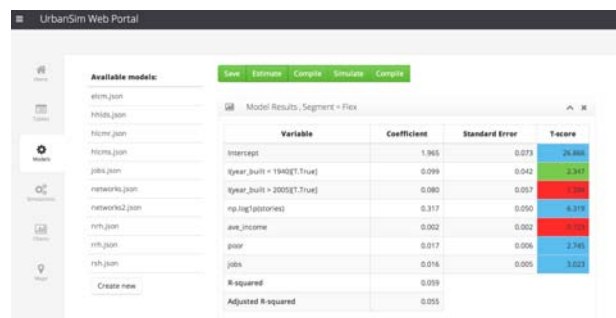 UrbanSim Web Portal
Home
Tables
Models
Simulations
Charts
Maps
Available models:
elcm.json
hhlds.json
hlcmr.json
hlcms.json
jobs.json
networks.json
networks2.json
nrh.json
rrh.json
rsh.json
Create new
Save Estimate Compile Simulate Compile
Model Results , Segment = Flex
Variable Coefficient Standard Error T-score
Intercept 1.965 0.073 26.866
I(year_built < 1940)[T.True] 0.099 0.042 2.347
I(year_built > 2005)[T.True] 0.080 0.057
np.log1p(stories) 0.317 0.050 6.319
ave_income 0.002 0.002
poor 0.017 0.006 2.745
jobs 0.016 0.005 3.023
R-squared 0.059
Adjusted R-squared 0.055